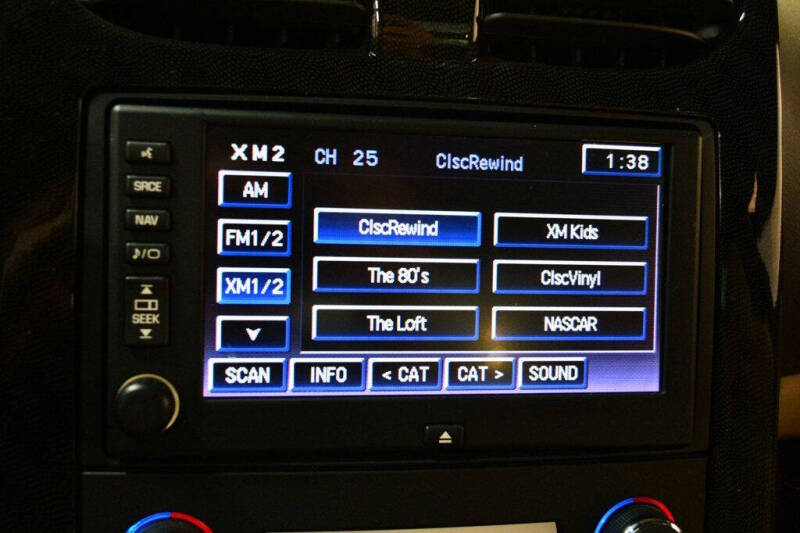 XM2 CH 25 ClscRewind 1:38
AM
FM1/2
XM1/2
ClscRewind XM Kids
The 80's ClscVinyl
The Loft NASCAR
SCAN INFO < CAT CAT > SOUND
SRCE
NAV
SEEK